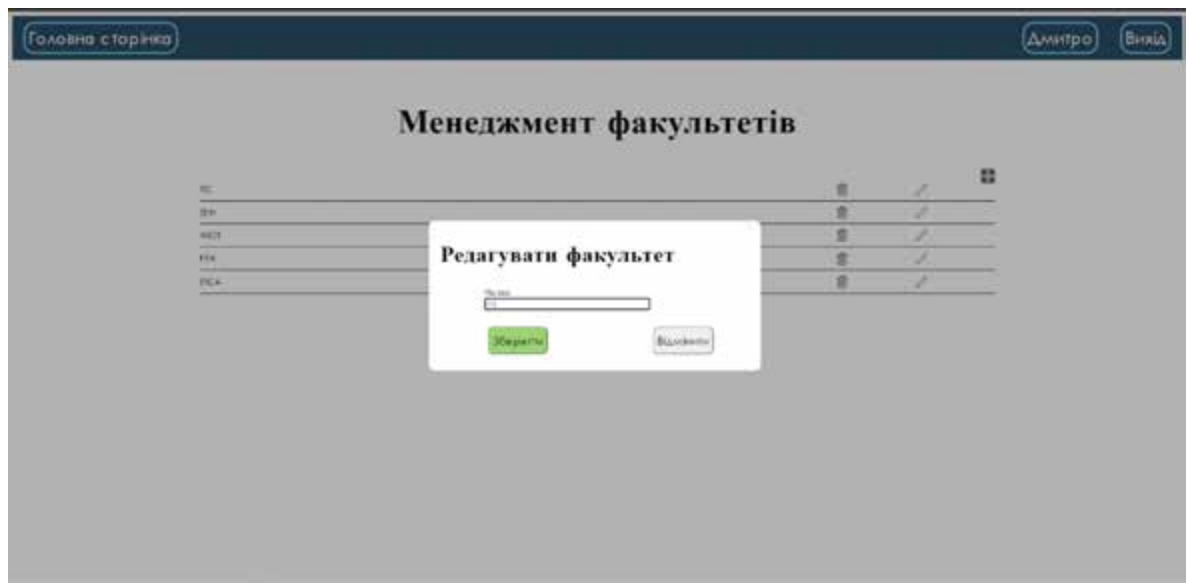 Головна сторінка
Дмитро
Вихід
Менеджмент факультетів
Редагувати факультет
Зберегти
Відмінити